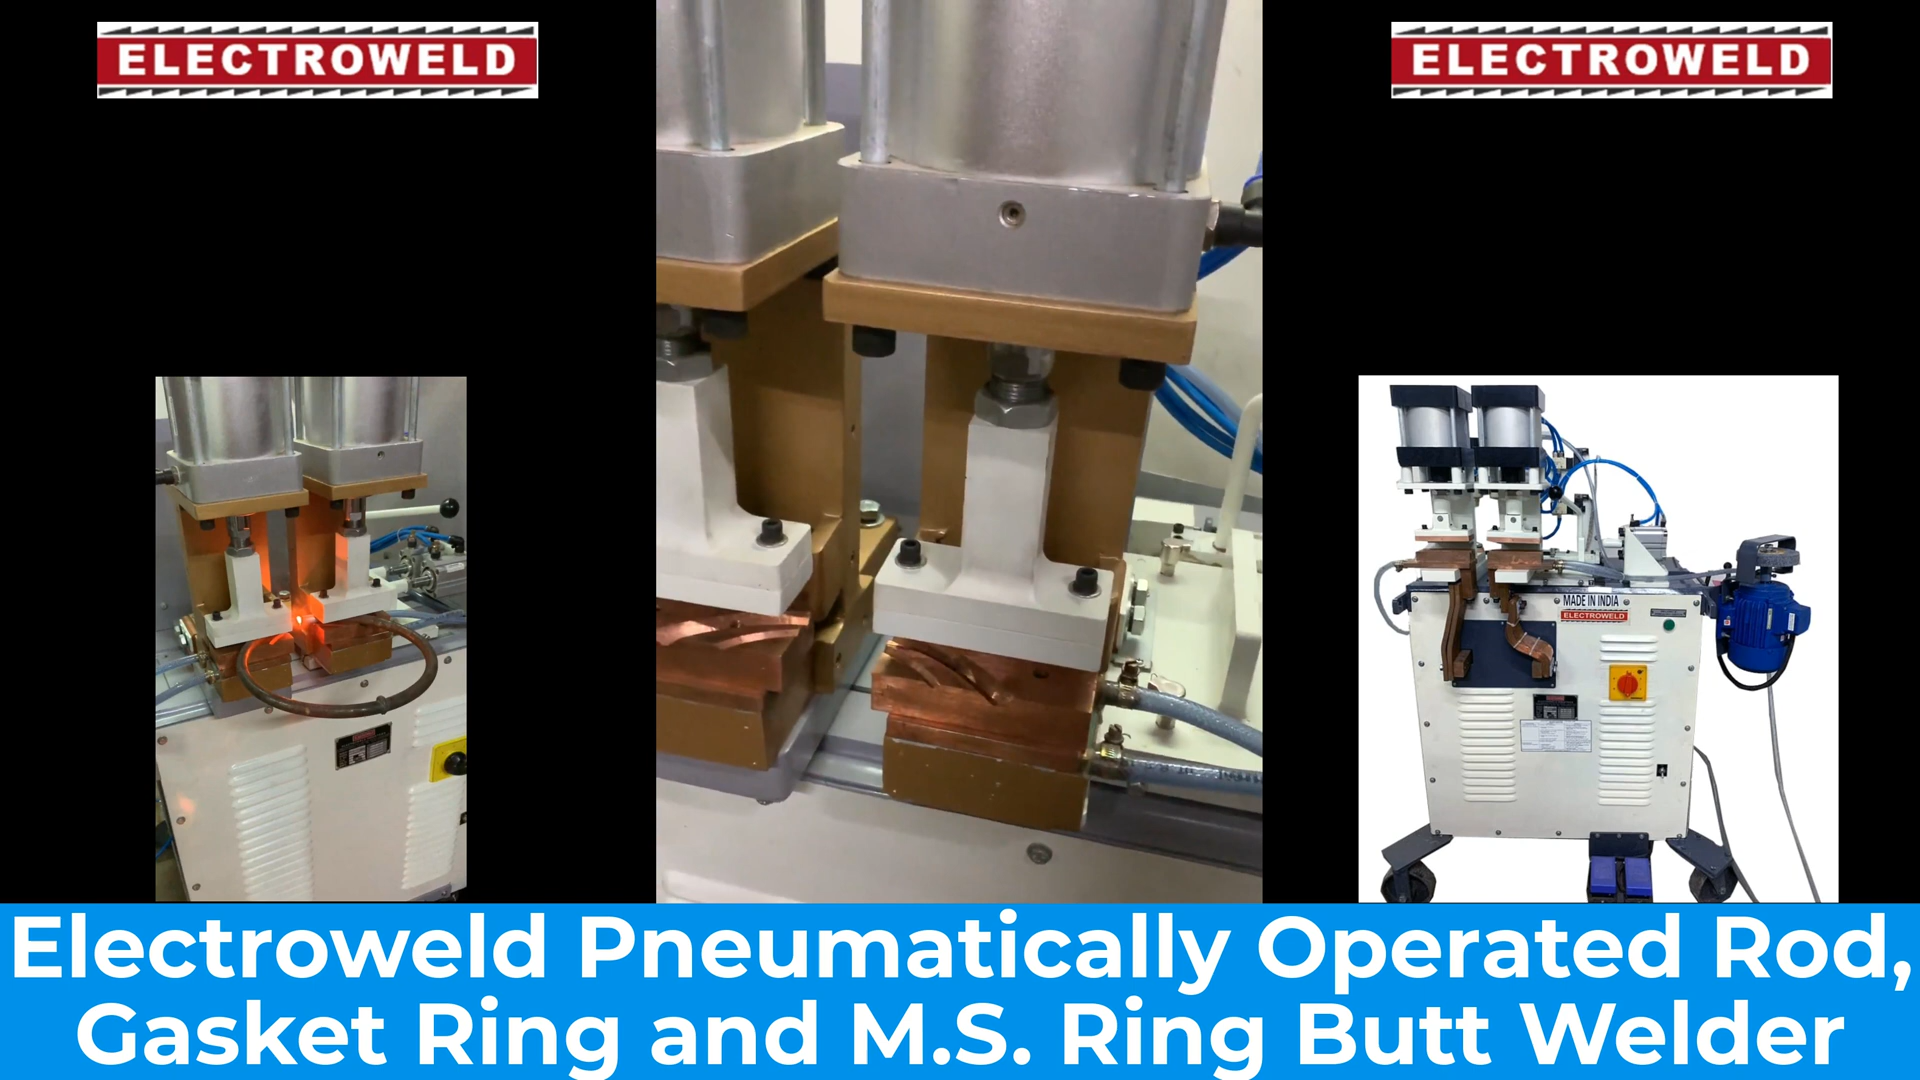 ELECTROWELD
ELECTROWELD
MADE IN INDIA
ELECTROWELD
Electroweld Pneumatically Operated Rod,
Gasket Ring and M.S. Ring Butt Welder